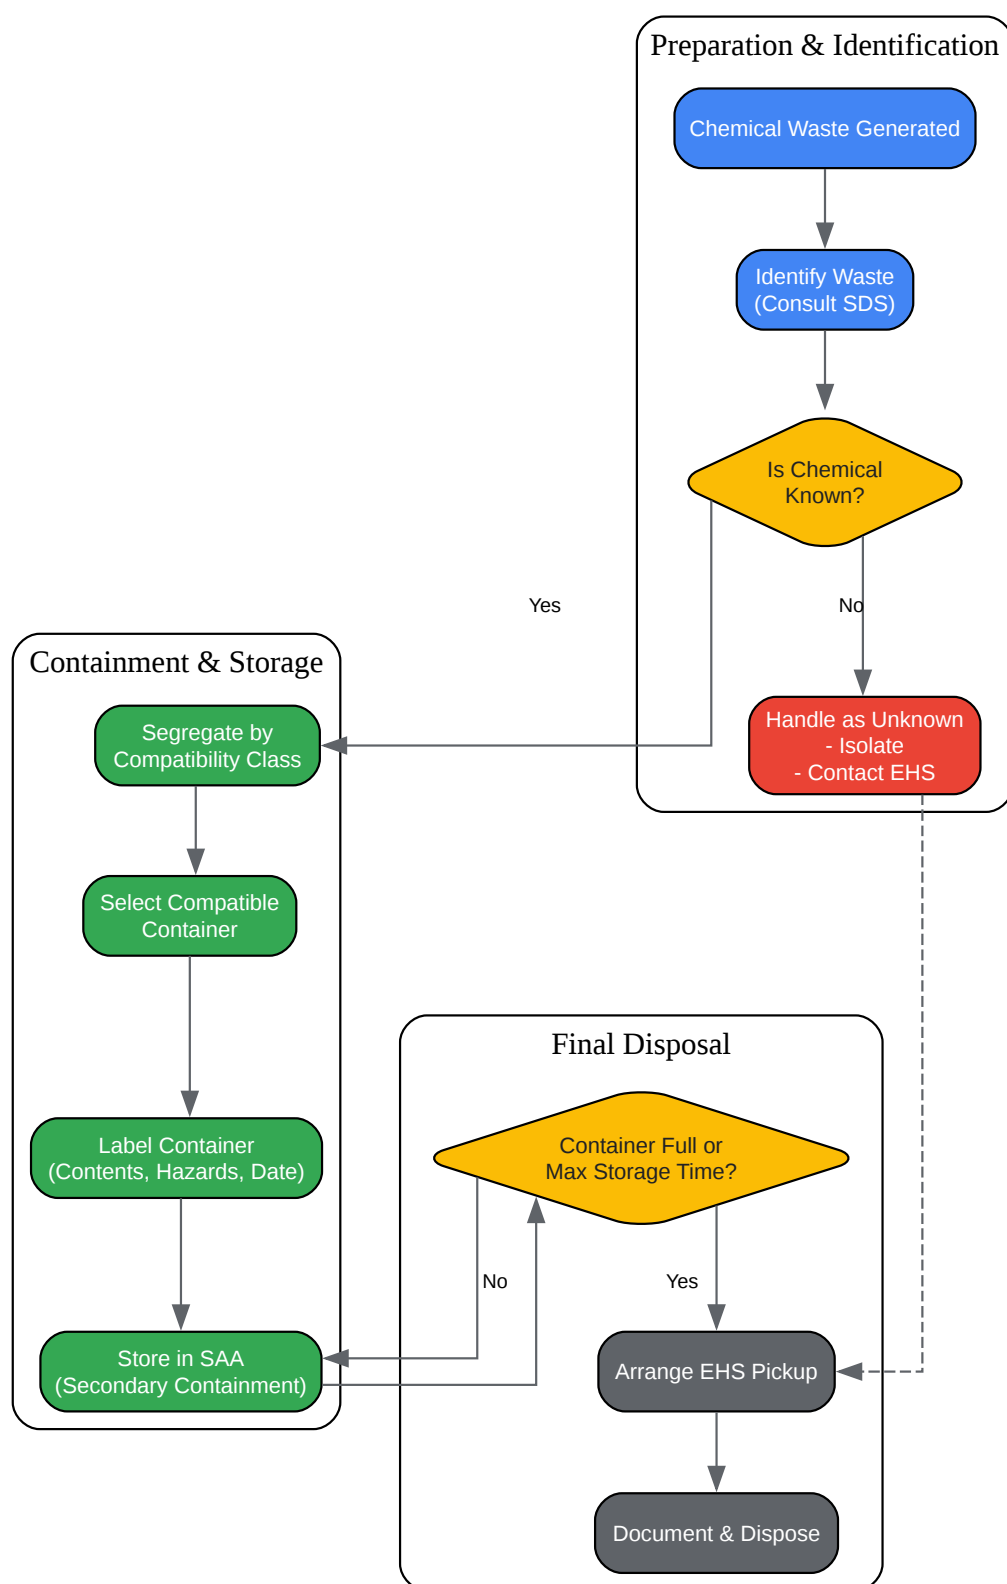 Preparation & Identification
Chemical Waste Generated
Identify Waste
(Consult SDS)
Is Chemical
Known?
Yes
No
Handle as Unknown
- Isolate
- Contact EHS
Containment & Storage
Segregate by
Compatibility Class
Select Compatible
Container
Label Container
(Contents, Hazards, Date)
Store in SAA
(Secondary Containment)
Final Disposal
Container Full or
Max Storage Time?
No
Yes
Arrange EHS Pickup
Document & Dispose